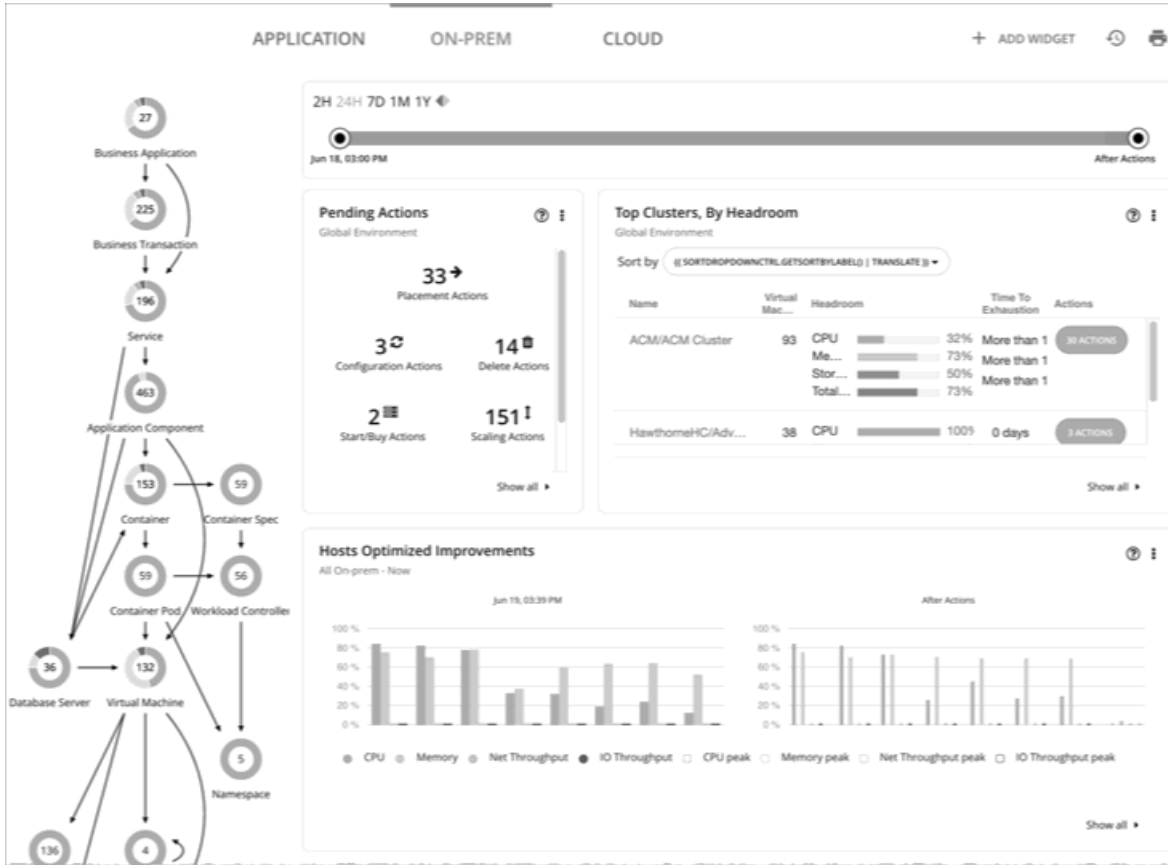 APPLICATION ON-PREM CLOUD
ADD WIDGET
27
Business Application
225
Business Transaction
196
Service
463
Application Component
153 59
Container Container Spec
59 56
Container Pod Workload Controller
36 132
Database Server Virtual Machine
5
Namespace
136 4
2H 24H 7D 1M 1Y
Jun 18, 03:00 PM After Actions
Pending Actions
Global Environment
33
Placement Actions
3 14
Configuration Actions Delete Actions
2 151
Start/Buy Actions Scaling Actions
Show all
Top Clusters, By Headroom
Global Environment
Sort by {{ SORTDROPDOWNCTRL.GETSORTBYLABEL() | TRANSLATE }}
Name Virtual Mac... Headroom Time To Exhaustion Actions
ACM/ACM Cluster 93 CPU 32% More than 1 30 ACTIONS
Me... 73% More than 1
Stor... 50% More than 1
Total... 73%
HawthorneHC/Adv... 38 CPU 100% 0 days 3 ACTIONS
Show all
Hosts Optimized Improvements
All On-prem - Now
Jun 19, 03:39 PM After Actions
100 % 100 %
80 % 80 %
60 % 60 %
40 % 40 %
20 % 20 %
0 % 0 %
CPU Memory Net Throughput IO Throughput CPU peak Memory peak Net Throughput peak IO Throughput peak
Show all